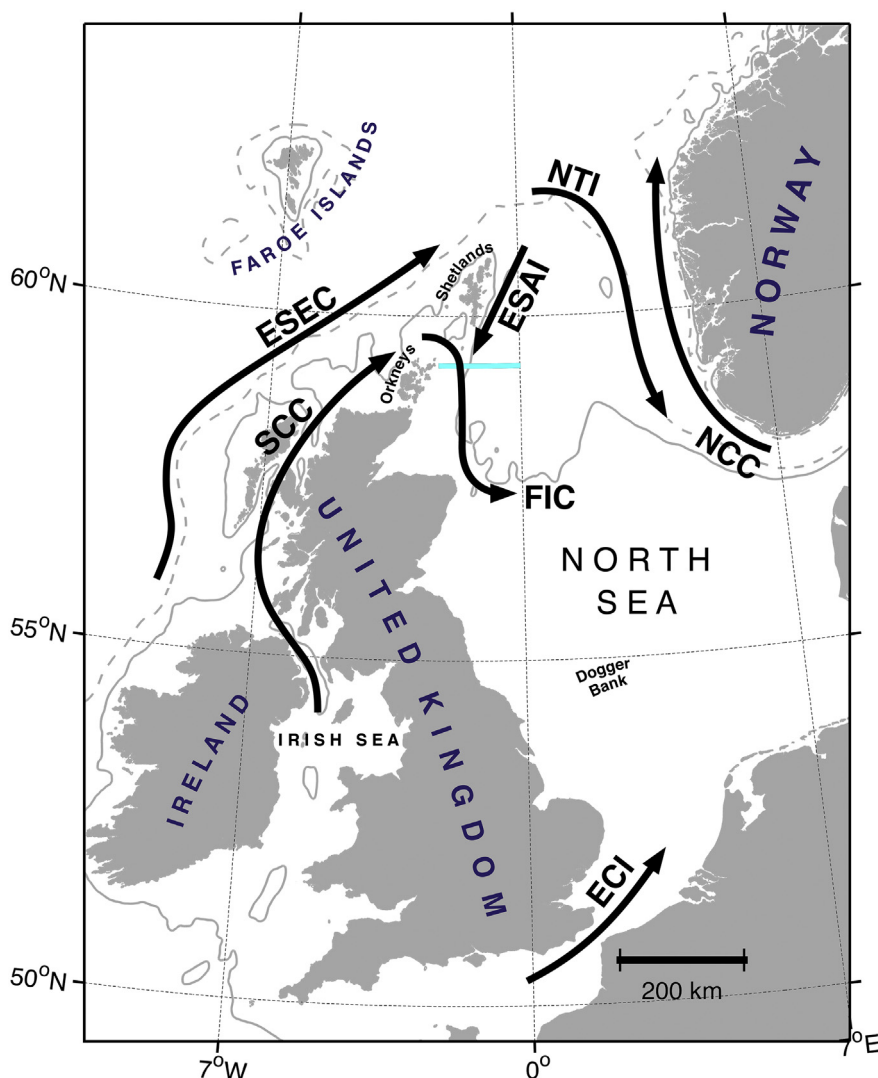 NORWAY
FAROE ISLANDS
NTI
60°N
Shetlands
ESAI
ESEC
Orkneys
SCC
NCC
FIC
UNITED KINGDOM
NORTH
SEA
55°N
Dogger
Bank
IRELAND
IRISH SEA
ECI
50°N
200 km
7°W
0°
7°E